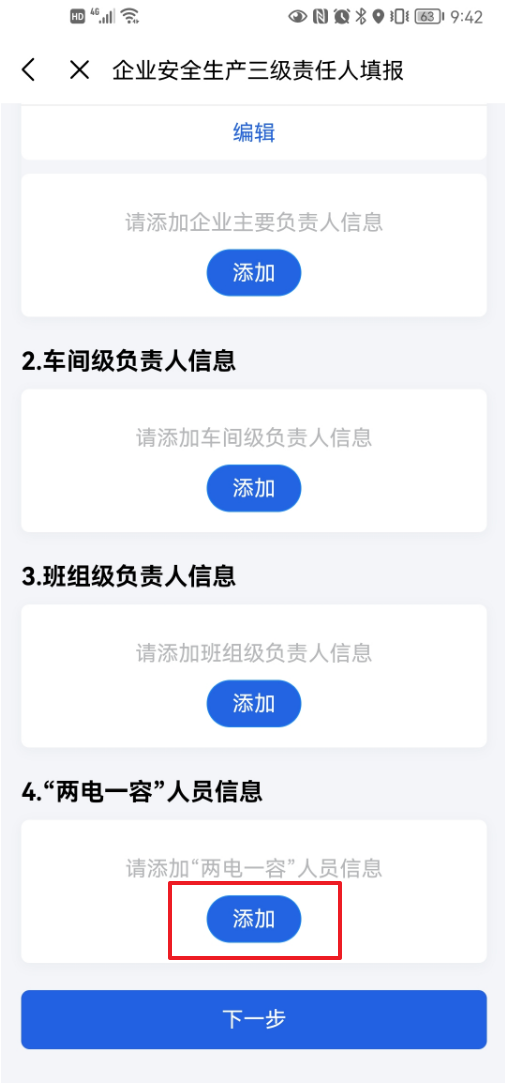 HD 4G 63 9:42
企业安全生产三级责任人填报
编辑
请添加企业主要负责人信息
添加
2.车间级负责人信息
请添加车间级负责人信息
添加
3.班组级负责人信息
请添加班组级负责人信息
添加
4.“两电一容”人员信息
请添加“两电一容”人员信息
添加
下一步